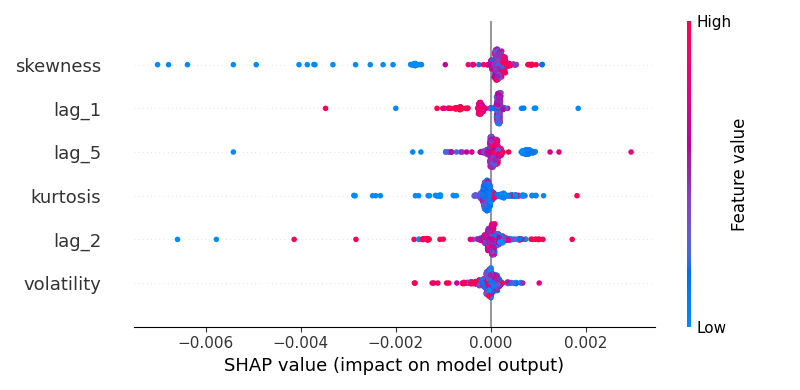 High
skewness
lag_1
lag_5
kurtosis
lag_2
volatility
Feature value
Low
−0.006 −0.004 −0.002 0.000 0.002
SHAP value (impact on model output)